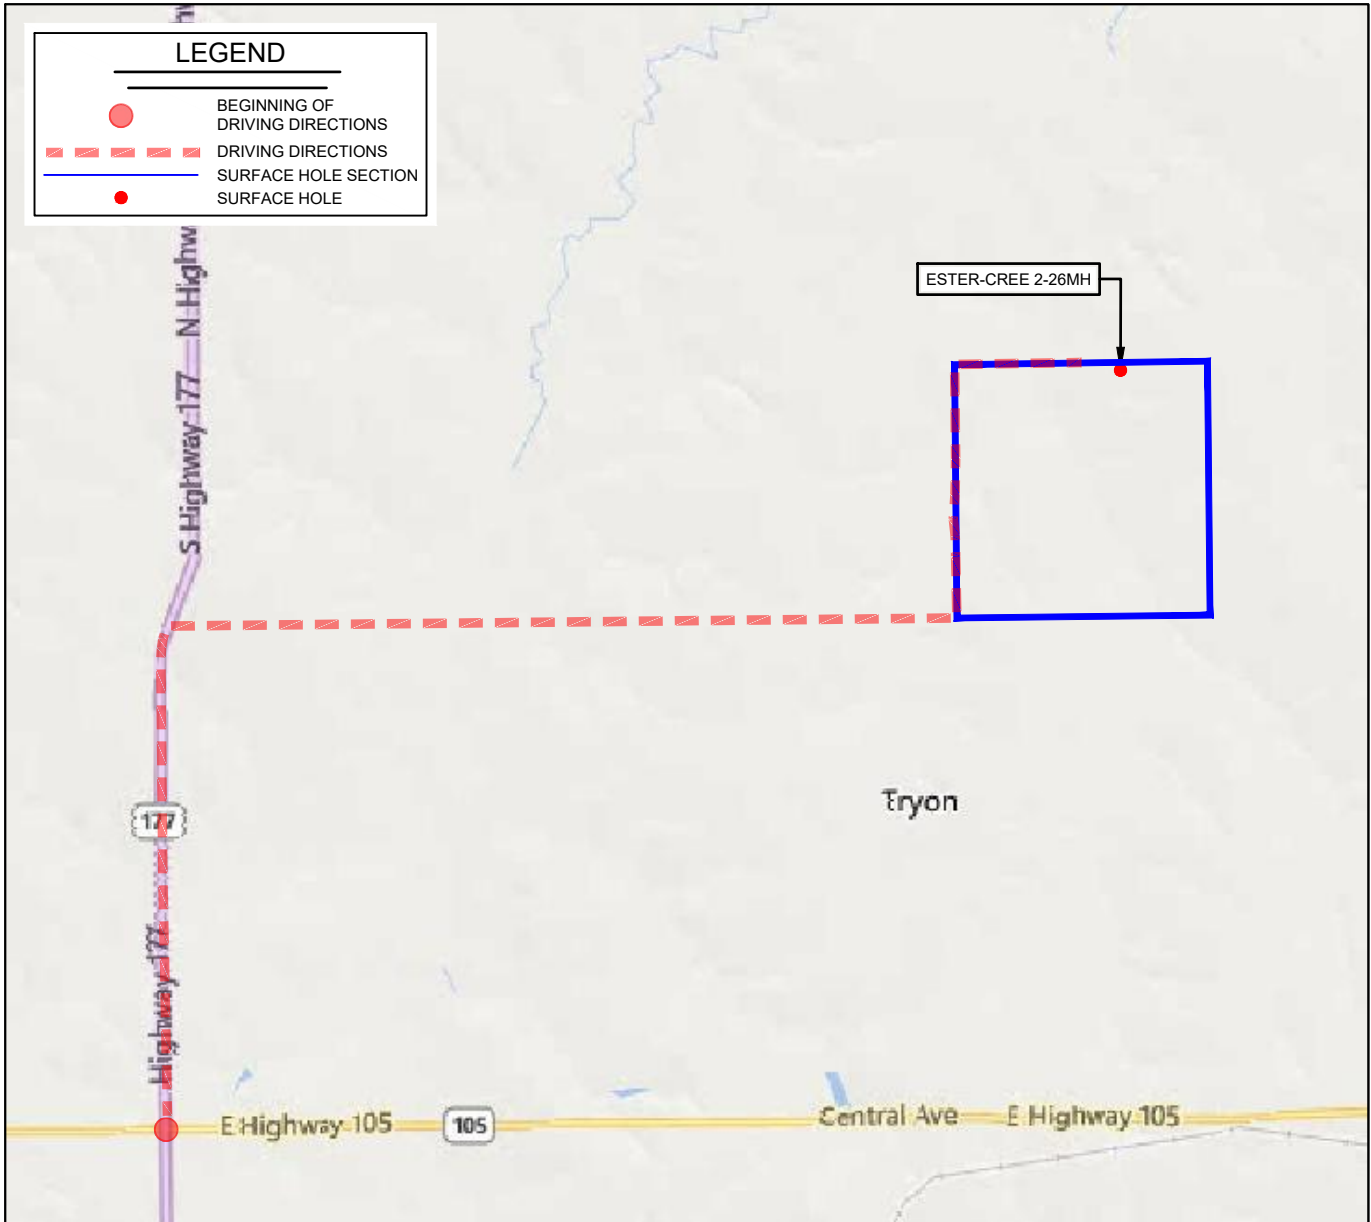 LEGEND
BEGINNING OF
DRIVING DIRECTIONS
DRIVING DIRECTIONS
SURFACE HOLE SECTION
SURFACE HOLE
N Highw
S Highway 177
ESTER-CREE 2-26MH
Tryon
177
Highway 177
E Highway 105
105
Central Ave
E Highway 105